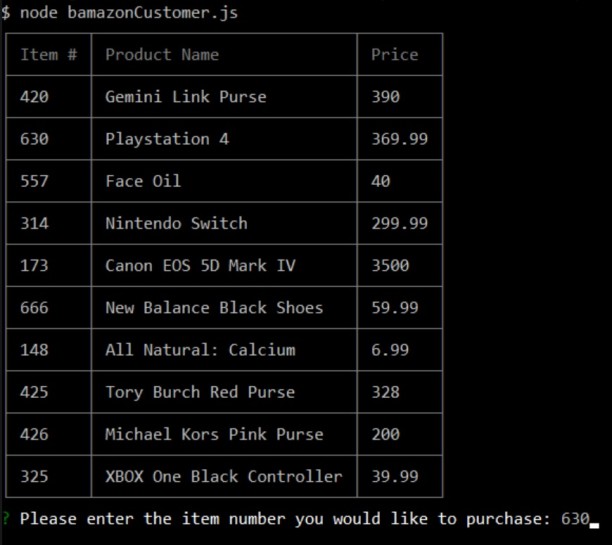 $ node bamazonCustomer.js
Item # Product Name Price
420 Gemini Link Purse 390
630 Playstation 4 369.99
557 Face Oil 40
314 Nintendo Switch 299.99
173 Canon EOS 5D Mark IV 3500
666 New Balance Black Shoes 59.99
148 All Natural: Calcium 6.99
425 Tory Burch Red Purse 328
426 Michael Kors Pink Purse 200
325 XBOX One Black Controller 39.99
? Please enter the item number you would like to purchase: 630